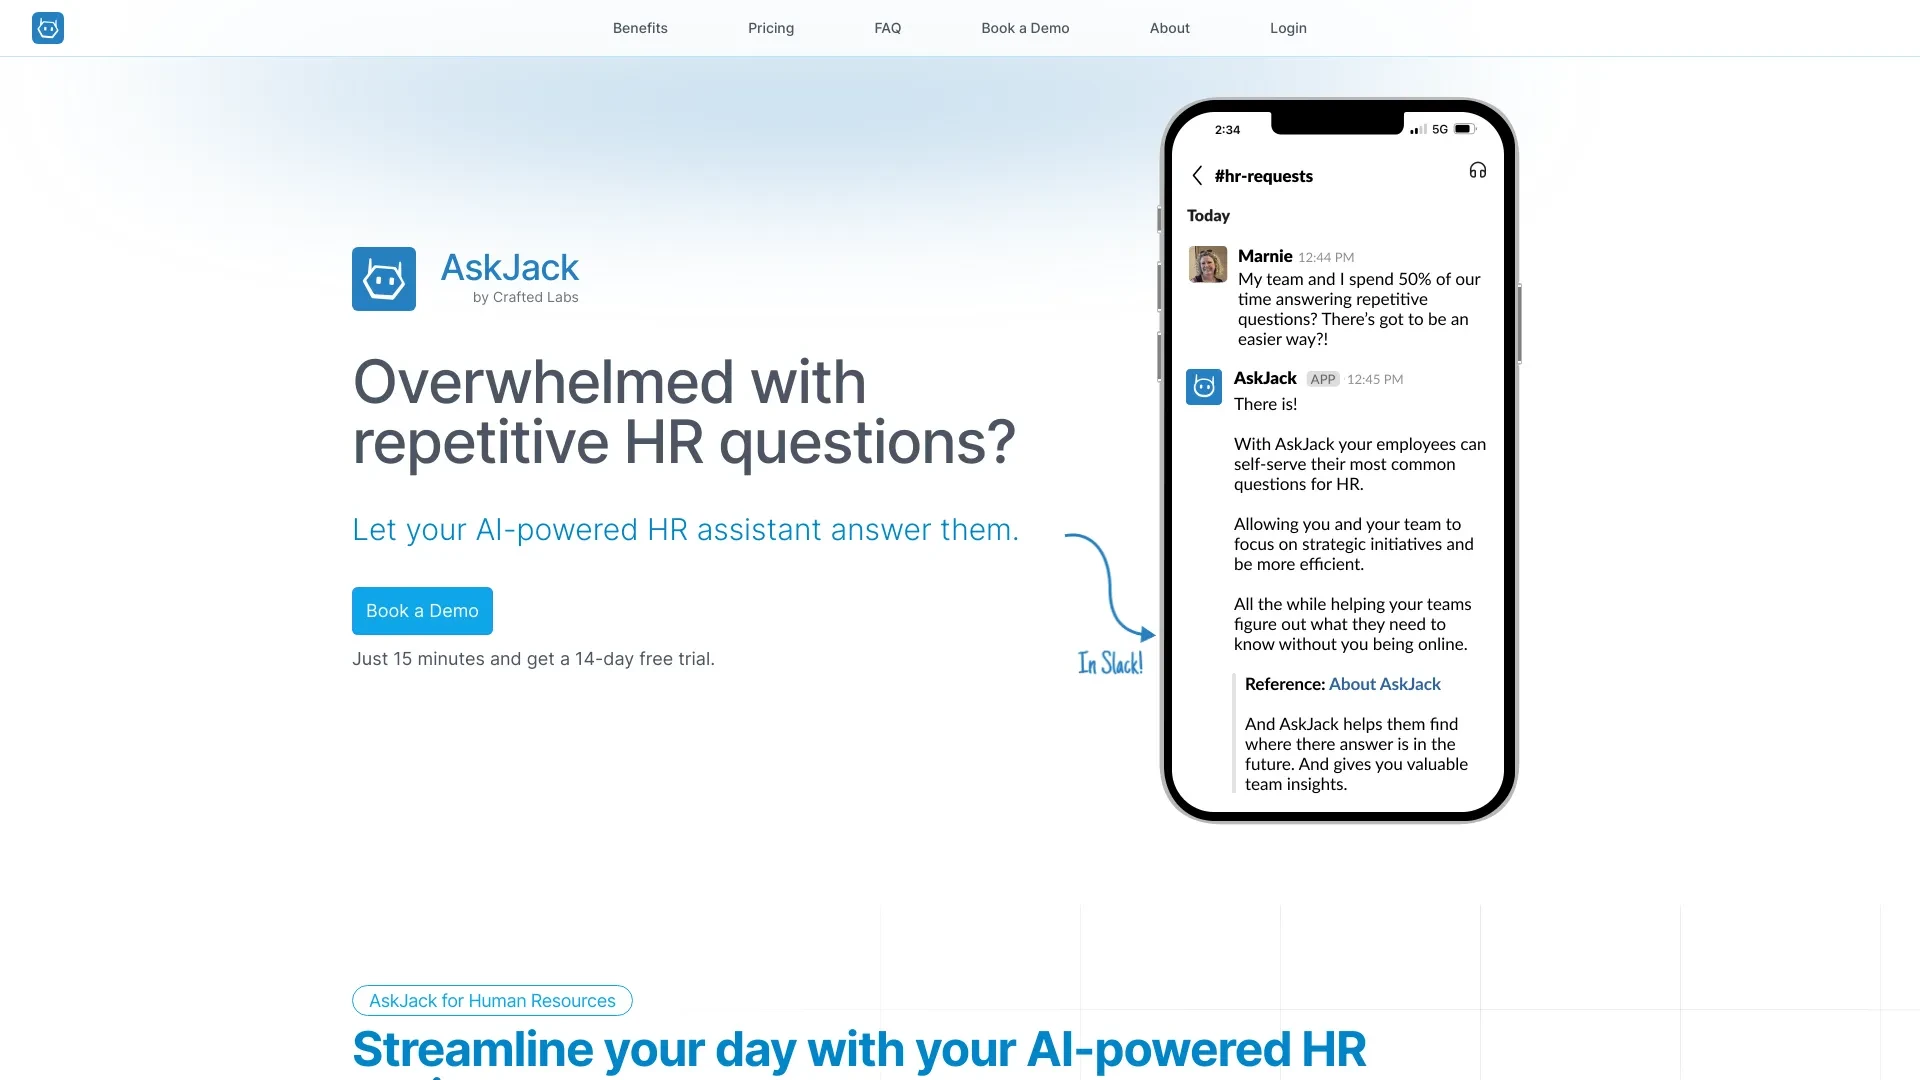 Benefits
Pricing
FAQ
Book a Demo
About
Login
AskJack
by Crafted Labs
Overwhelmed with
repetitive HR questions?
Let your AI-powered HR assistant answer them.
Book a Demo
Just 15 minutes and get a 14-day free trial.
In Slack!
2:34
5G
#hr-requests
Today
Marnie 12:44 PM
My team and I spend 50% of our
time answering repetitive
questions? There’s got to be an
easier way?!
AskJack APP 12:45 PM
There is!
With AskJack your employees can
self-serve their most common
questions for HR.
Allowing you and your team to
focus on strategic initiatives and
be more efficient.
All the while helping your teams
figure out what they need to
know without you being online.
Reference: About AskJack
And AskJack helps them find
where there answer is in the
future. And gives you valuable
team insights.
AskJack for Human Resources
Streamline your day with your AI-powered HR